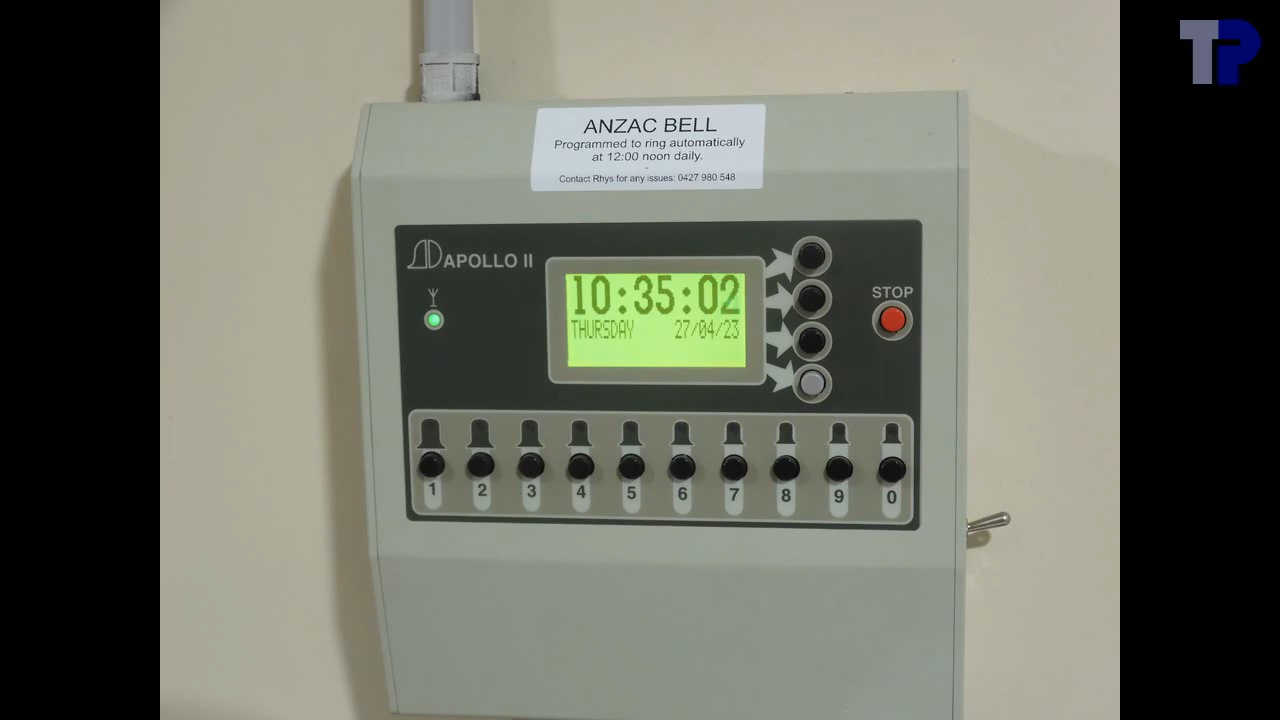 TP
ANZAC BELL
Programmed to ring automatically
at 12:00 noon daily.
Contact Rhys for any issues: 0427 980 548
APOLLO II
10:35:02
THURSDAY 27/04/23
STOP
1 2 3 4 5 6 7 8 9 0